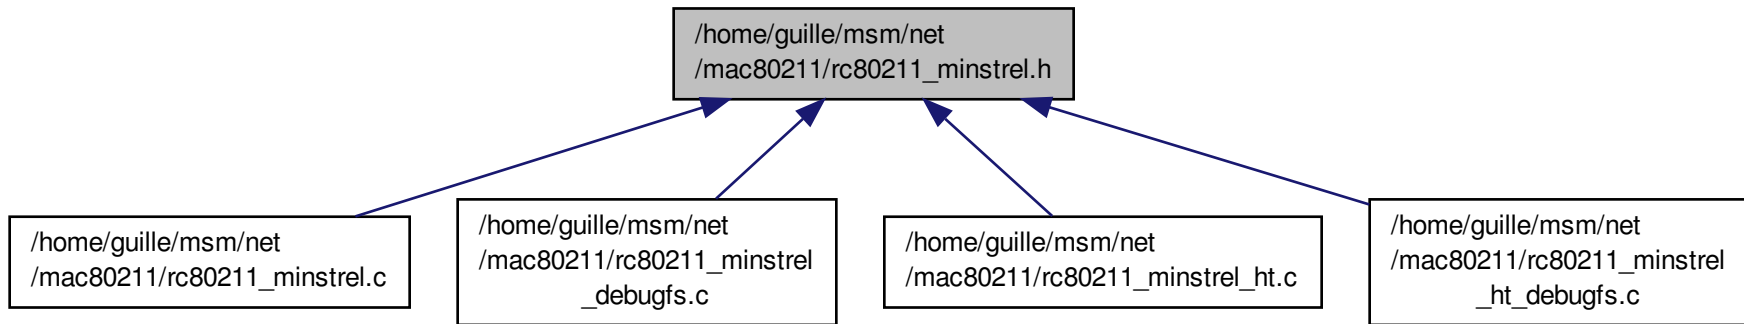 /home/guille/msm/net
/mac80211/rc80211_minstrel.h
/home/guille/msm/net
/mac80211/rc80211_minstrel.c
/home/guille/msm/net
/mac80211/rc80211_minstrel
_debugfs.c
/home/guille/msm/net
/mac80211/rc80211_minstrel_ht.c
/home/guille/msm/net
/mac80211/rc80211_minstrel
_ht_debugfs.c